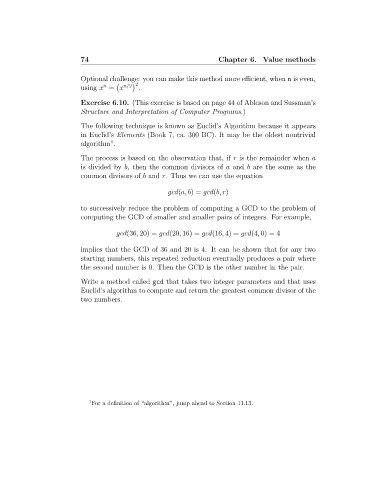 74 Chapter 6. Value methods
Optional challenge: you can make this method more efficient, when n is even,
using xⁿ = (xⁿ/²)².
Exercise 6.10. (This exercise is based on page 44 of Ableson and Sussman's
Structure and Interpretation of Computer Programs.)
The following technique is known as Euclid's Algorithm because it appears
in Euclid's Elements (Book 7, ca. 300 BC). It may be the oldest nontrivial
algorithm¹.
The process is based on the observation that, if r is the remainder when a
is divided by b, then the common divisors of a and b are the same as the
common divisors of b and r. Thus we can use the equation
gcd(a, b) = gcd(b, r)
to successively reduce the problem of computing a GCD to the problem of
computing the GCD of smaller and smaller pairs of integers. For example,
gcd(36, 20) = gcd(20, 16) = gcd(16, 4) = gcd(4, 0) = 4
implies that the GCD of 36 and 20 is 4. It can be shown that for any two
starting numbers, this repeated reduction eventually produces a pair where
the second number is 0. Then the GCD is the other number in the pair.
Write a method called gcd that takes two integer parameters and that uses
Euclid's algorithm to compute and return the greatest common divisor of the
two numbers.
¹For a definition of "algorithm", jump ahead to Section 11.13.